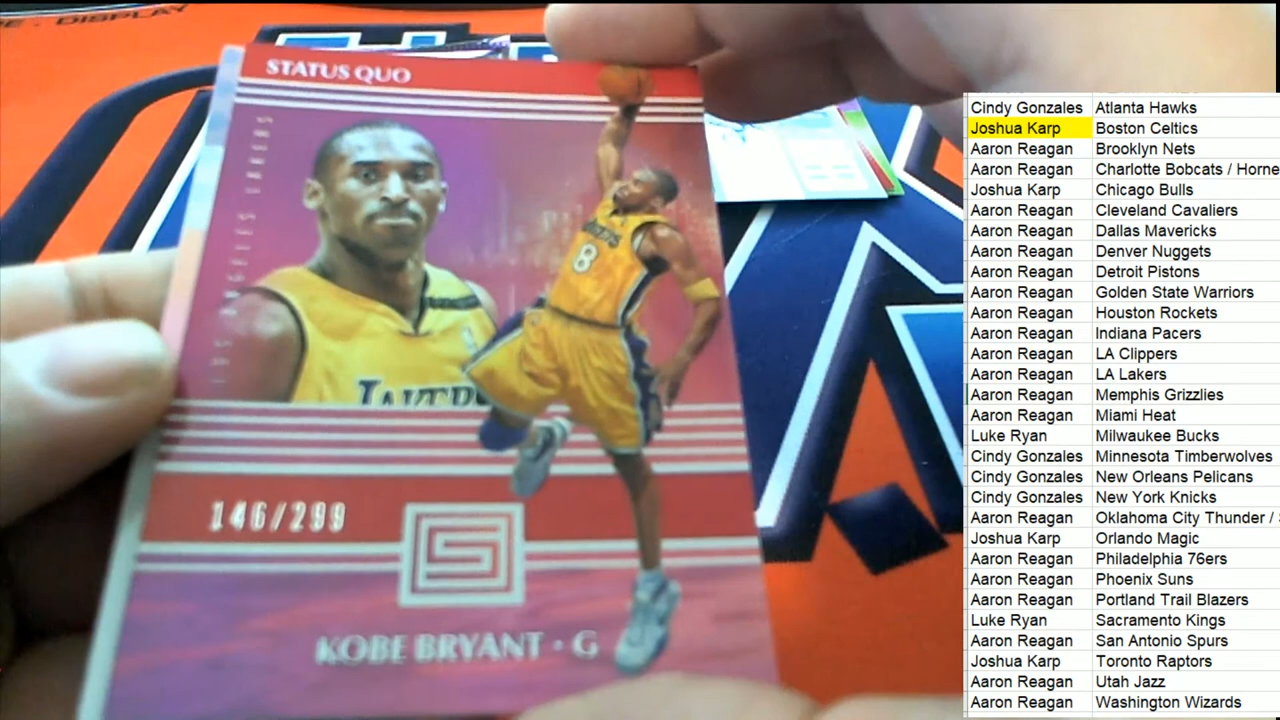 DISPLAY
STATUS QUO
LOS ANGELES LAKERS
LAKERS
8
LAKERS
146/299
S
KOBE BRYANT · G
Cindy Gonzales Atlanta Hawks
Joshua Karp Boston Celtics
Aaron Reagan Brooklyn Nets
Aaron Reagan Charlotte Bobcats / Horne
Joshua Karp Chicago Bulls
Aaron Reagan Cleveland Cavaliers
Aaron Reagan Dallas Mavericks
Aaron Reagan Denver Nuggets
Aaron Reagan Detroit Pistons
Aaron Reagan Golden State Warriors
Aaron Reagan Houston Rockets
Aaron Reagan Indiana Pacers
Aaron Reagan LA Clippers
Aaron Reagan LA Lakers
Aaron Reagan Memphis Grizzlies
Aaron Reagan Miami Heat
Luke Ryan Milwaukee Bucks
Cindy Gonzales Minnesota Timberwolves
Cindy Gonzales New Orleans Pelicans
Cindy Gonzales New York Knicks
Aaron Reagan Oklahoma City Thunder /
Joshua Karp Orlando Magic
Aaron Reagan Philadelphia 76ers
Aaron Reagan Phoenix Suns
Aaron Reagan Portland Trail Blazers
Luke Ryan Sacramento Kings
Aaron Reagan San Antonio Spurs
Joshua Karp Toronto Raptors
Aaron Reagan Utah Jazz
Aaron Reagan Washington Wizards